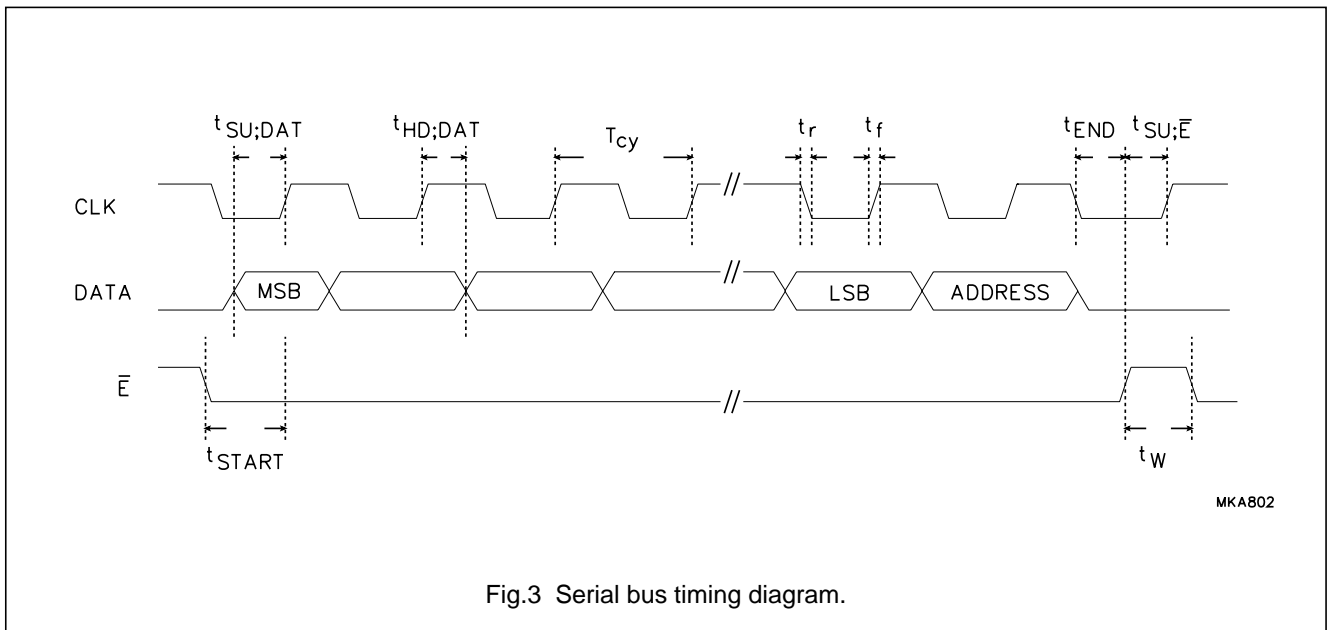 tSU;DAT tHD;DAT Tcy tr tf tEND tSU;E̅
CLK
DATA MSB LSB ADDRESS
E̅
tSTART tW
MKA802
Fig.3 Serial bus timing diagram.